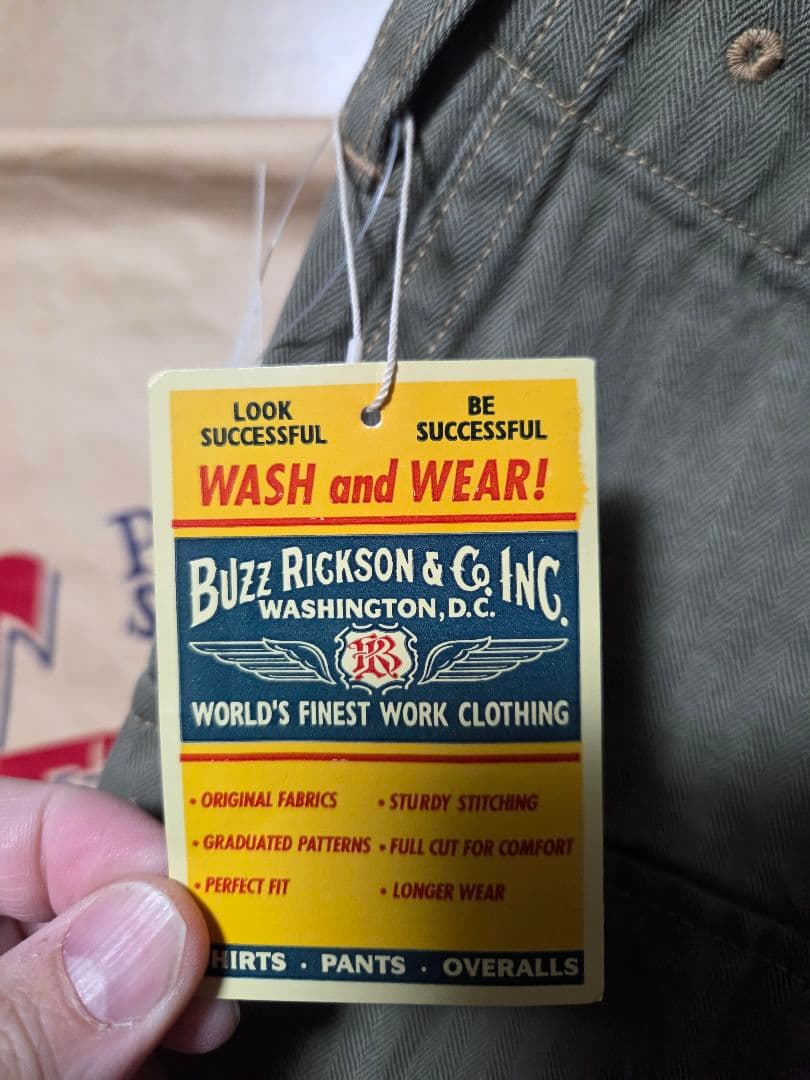 LOOK SUCCESSFUL
BE SUCCESSFUL
WASH and WEAR!
BUZZ RICKSON & Co. INC.
WASHINGTON, D.C.
BR
WORLD'S FINEST WORK CLOTHING
• ORIGINAL FABRICS
• STURDY STITCHING
• GRADUATED PATTERNS
• FULL CUT FOR COMFORT
• PERFECT FIT
• LONGER WEAR
HIRTS · PANTS · OVERALLS